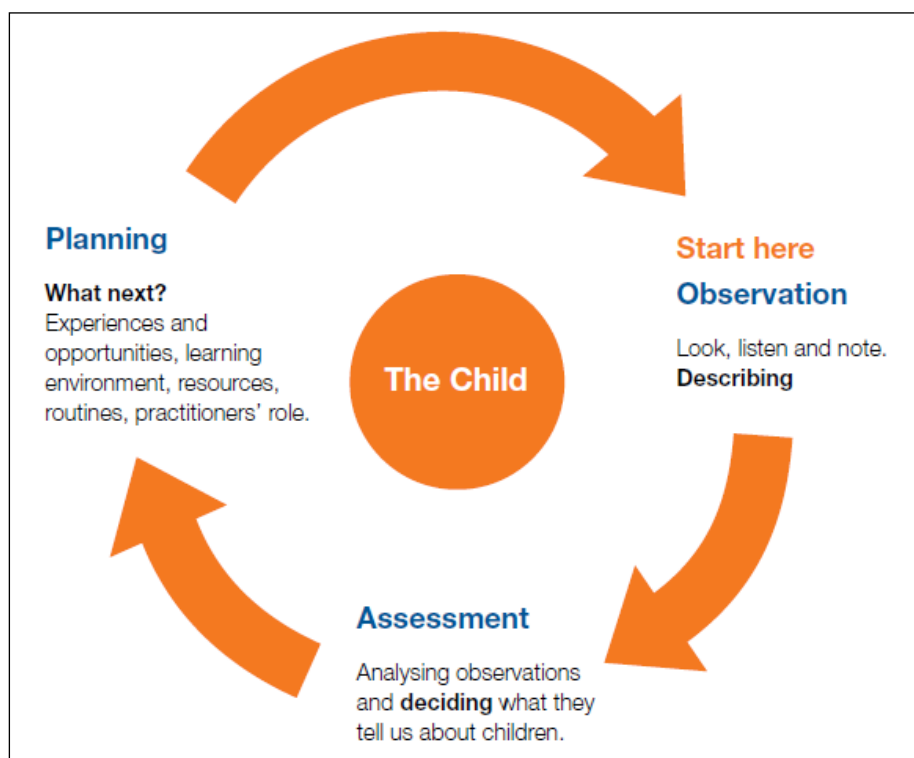 Planning
What next?
Experiences and
opportunities, learning
environment, resources,
routines, practitioners' role.
The Child
Start here
Observation
Look, listen and note.
Describing
Assessment
Analysing observations
and deciding what they
tell us about children.